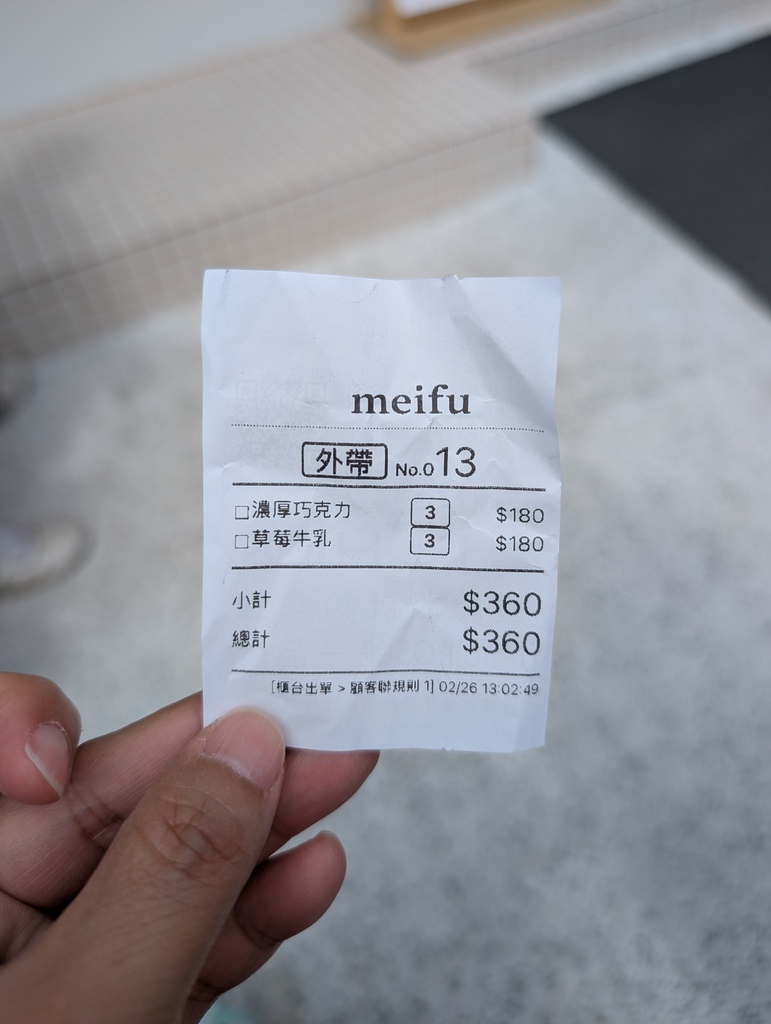 meifu
外帶 No.013
□濃厚巧克力 3 $180
□草莓牛乳 3 $180
小計 $360
總計 $360
[櫃台出單 > 顧客聯規則 1] 02/26 13:02:49